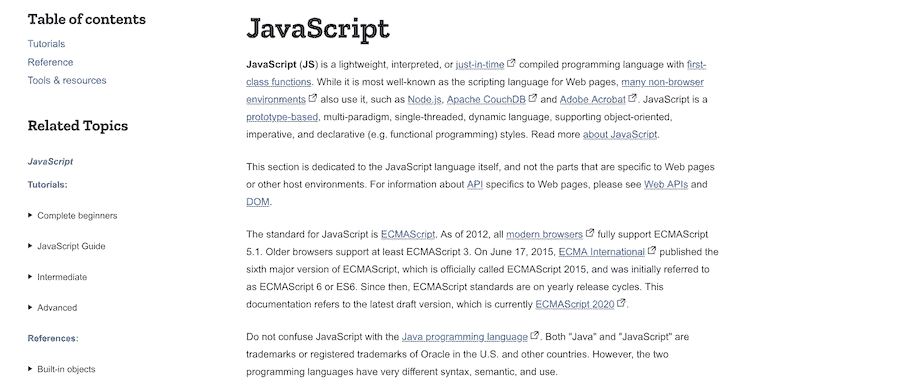 Table of contents
Tutorials
Reference
Tools & resources
Related Topics
JavaScript
Tutorials:
Complete beginners
JavaScript Guide
Intermediate
Advanced
References:
Built-in objects
JavaScript
JavaScript (JS) is a lightweight, interpreted, or just-in-time compiled programming language with first-
class functions. While it is most well-known as the scripting language for Web pages, many non-browser
environments also use it, such as Node.js, Apache CouchDB and Adobe Acrobat. JavaScript is a
prototype-based, multi-paradigm, single-threaded, dynamic language, supporting object-oriented,
imperative, and declarative (e.g. functional programming) styles. Read more about JavaScript.
This section is dedicated to the JavaScript language itself, and not the parts that are specific to Web pages
or other host environments. For information about API specifics to Web pages, please see Web APIs and
DOM.
The standard for JavaScript is ECMAScript. As of 2012, all modern browsers fully support ECMAScript
5.1. Older browsers support at least ECMAScript 3. On June 17, 2015, ECMA International published the
sixth major version of ECMAScript, which is officially called ECMAScript 2015, and was initially referred to
as ECMAScript 6 or ES6. Since then, ECMAScript standards are on yearly release cycles. This
documentation refers to the latest draft version, which is currently ECMAScript 2020.
Do not confuse JavaScript with the Java programming language. Both "Java" and "JavaScript" are
trademarks or registered trademarks of Oracle in the U.S. and other countries. However, the two
programming languages have very different syntax, semantic, and use.